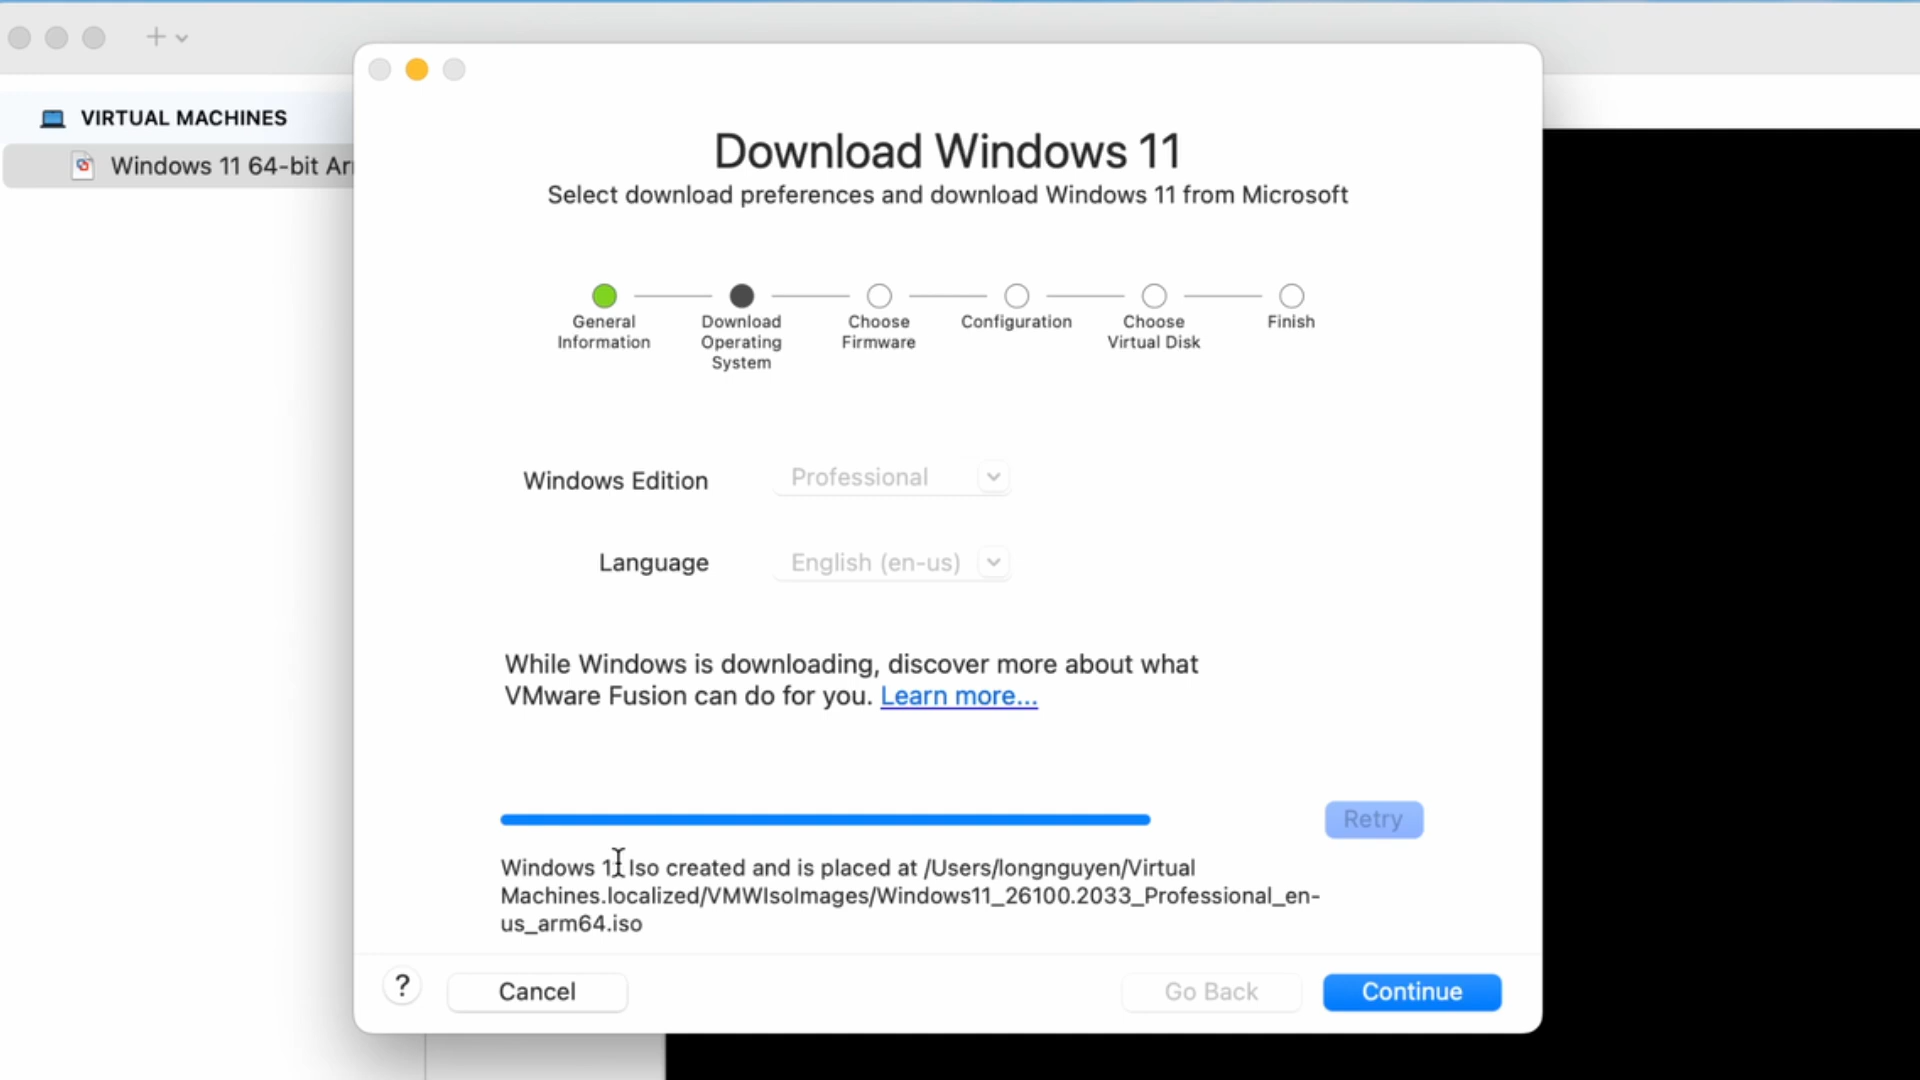 VIRTUAL MACHINES
Windows 11 64-bit Ar
Download Windows 11
Select download preferences and download Windows 11 from Microsoft
General
Information
Download
Operating
System
Choose
Firmware
Configuration
Choose
Virtual Disk
Finish
Windows Edition
Professional
Language
English (en-us)
While Windows is downloading, discover more about what
VMware Fusion can do for you. Learn more...
Retry
Windows 11 Iso created and is placed at /Users/longnguyen/Virtual
Machines.localized/VMWIsoImages/Windows11_26100.2033_Professional_en-
us_arm64.iso
?
Cancel
Go Back
Continue